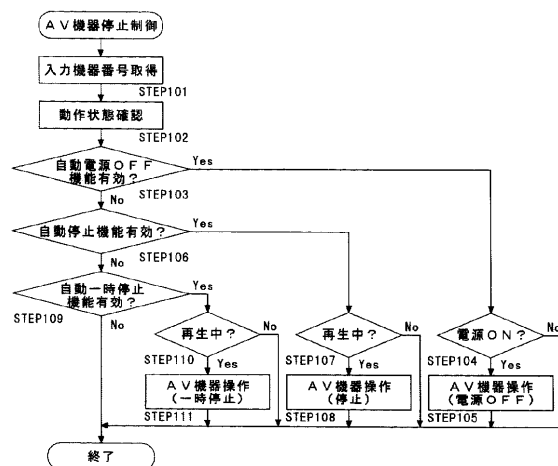 ＡＶ機器停止制御
入力機器番号取得
STEP101
動作状態確認
STEP102
自動電源ＯＦＦ
機能有効？
Yes
STEP103
No
自動停止機能有効？
Yes
STEP106
No
自動一時停止
機能有効？
Yes
STEP109
No
再生中？
No
STEP110
Yes
再生中？
No
STEP107
Yes
電源ＯＮ？
No
STEP104
Yes
ＡＶ機器操作
(一時停止)
STEP111
ＡＶ機器操作
(停止)
STEP108
ＡＶ機器操作
(電源ＯＦＦ)
STEP105
終了